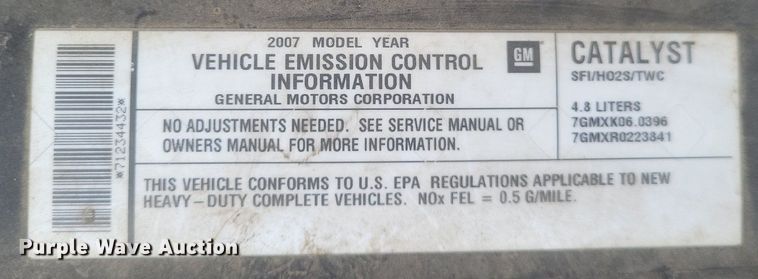 2007 MODEL YEAR
VEHICLE EMISSION CONTROL
INFORMATION
GENERAL MOTORS CORPORATION
GM
CATALYST
SFI/HO2S/TWC
4.8 LITERS
7GMXK06.0396
7GMXR0223841
NO ADJUSTMENTS NEEDED. SEE SERVICE MANUAL OR
OWNERS MANUAL FOR MORE INFORMATION.
THIS VEHICLE CONFORMS TO U.S. EPA REGULATIONS APPLICABLE TO NEW
HEAVY-DUTY COMPLETE VEHICLES. NOx FEL = 0.5 G/MILE.
*71234432*
Purple Wave Auction